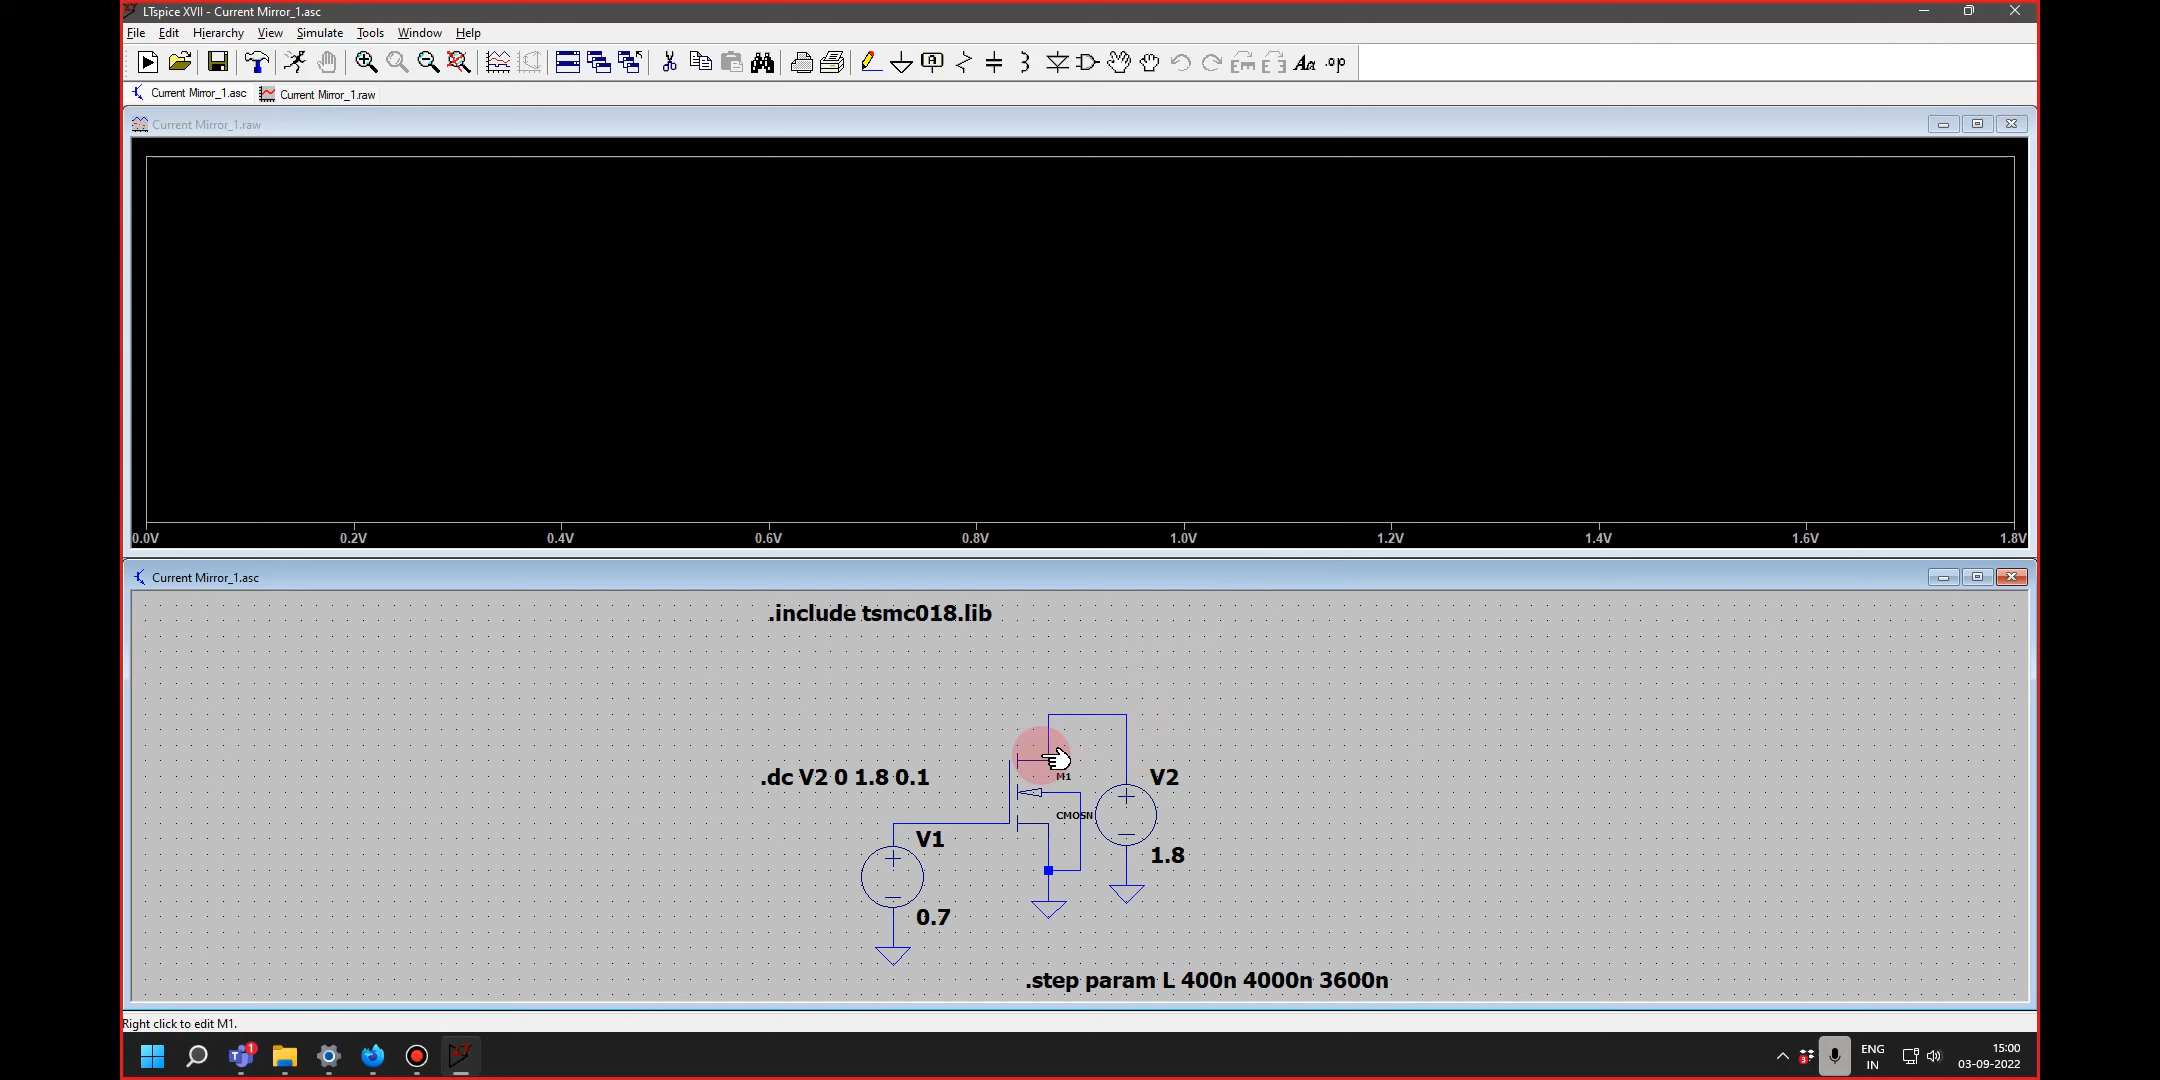 LTspice XVII - Current Mirror_1.asc
File Edit Hierarchy View Simulate Tools Window Help
Aa .op
Current Mirror_1.asc Current Mirror_1.raw
Current Mirror_1.raw
0.0V 0.2V 0.4V 0.6V 0.8V 1.0V 1.2V 1.4V 1.6V 1.8V
Current Mirror_1.asc
.include tsmc018.lib
M1
.dc V2 0 1.8 0.1
V2
CMOSN
V1
1.8
0.7
.step param L 400n 4000n 3600n
Right click to edit M1.
1
3
ENG
IN
15:00
03-09-2022